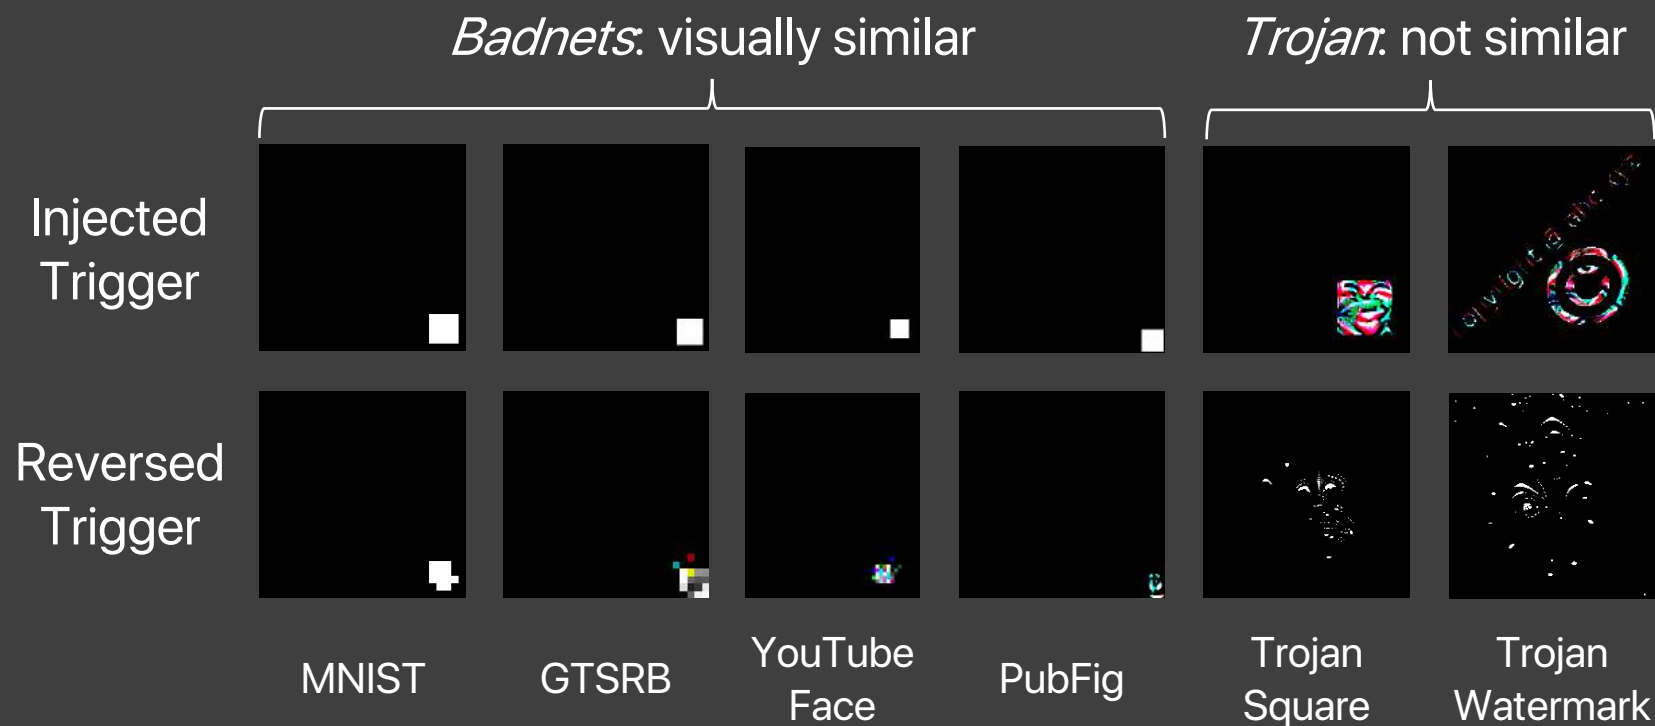 Badnets: visually similar
Trojan: not similar
Injected
Trigger
Reversed
Trigger
MNIST
GTSRB
YouTube
Face
PubFig
Trojan
Square
Trojan
Watermark